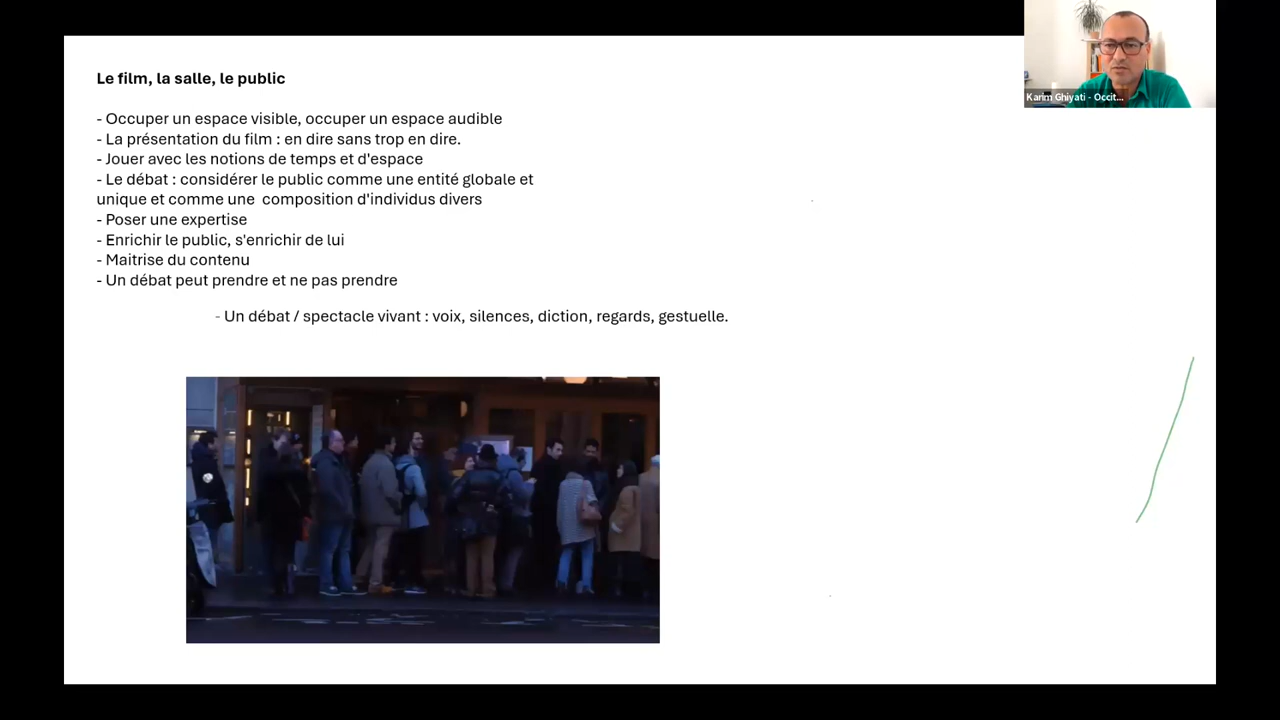 Le film, la salle, le public
- Occuper un espace visible, occuper un espace audible
- La présentation du film : en dire sans trop en dire.
- Jouer avec les notions de temps et d'espace
- Le débat : considérer le public comme une entité globale et
unique et comme une  composition d'individus divers
- Poser une expertise
- Enrichir le public, s'enrichir de lui
- Maitrise du contenu
- Un débat peut prendre et ne pas prendre
- Un débat / spectacle vivant : voix, silences, diction, regards, gestuelle.
Karim Ghiyati - Occit...